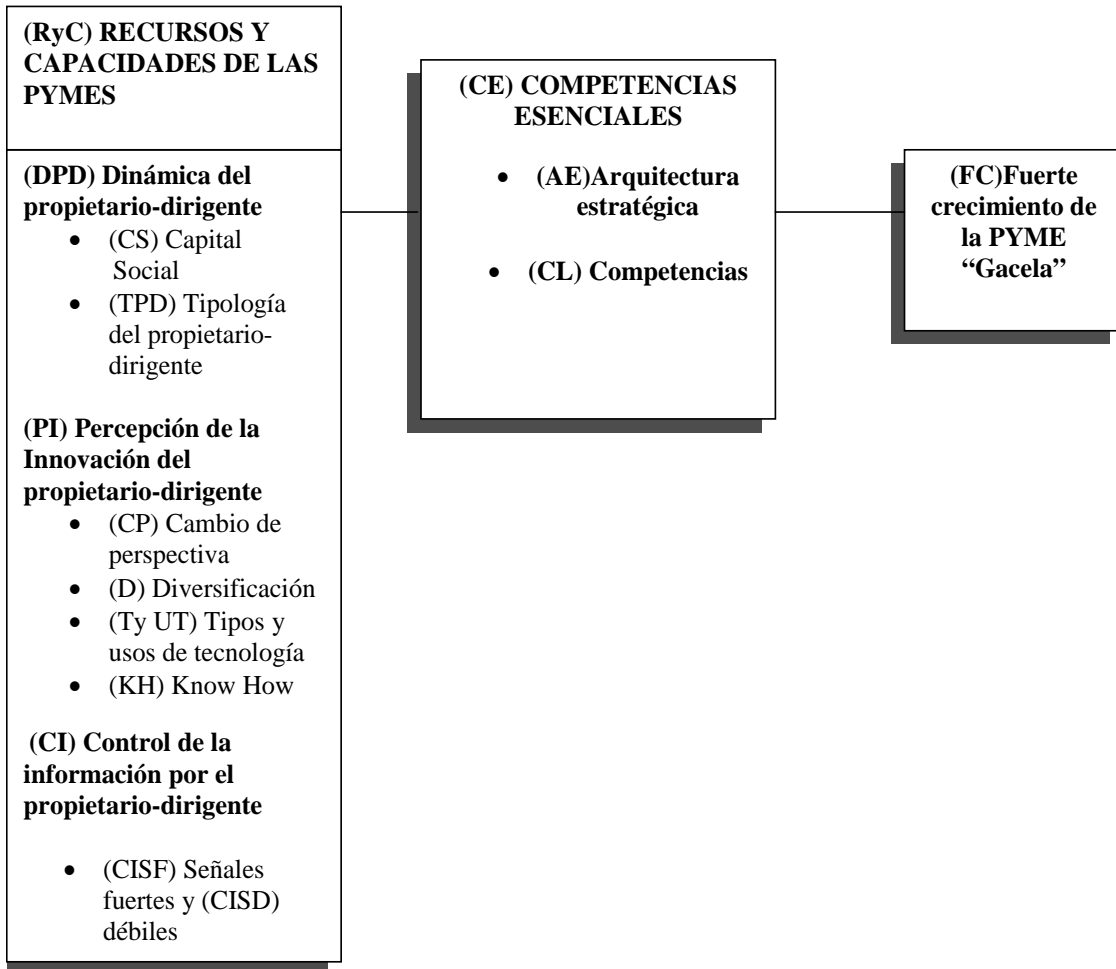 (RyC) RECURSOS Y
CAPACIDADES DE LAS
PYMES
(DPD) Dinámica del
propietario-dirigente
• (CS) Capital
Social
• (TPD) Tipología
del propietario-
dirigente
(PI) Percepción de la
Innovación del
propietario-dirigente
• (CP) Cambio de
perspectiva
• (D) Diversificación
• (Ty UT) Tipos y
usos de tecnología
• (KH) Know How
(CI) Control de la
información por el
propietario-dirigente
• (CISF) Señales
fuertes y (CISD)
débiles
(CE) COMPETENCIAS
ESENCIALES
• (AE)Arquitectura
estratégica
• (CL) Competencias
(FC)Fuerte
crecimiento de
la PYME
“Gacela”